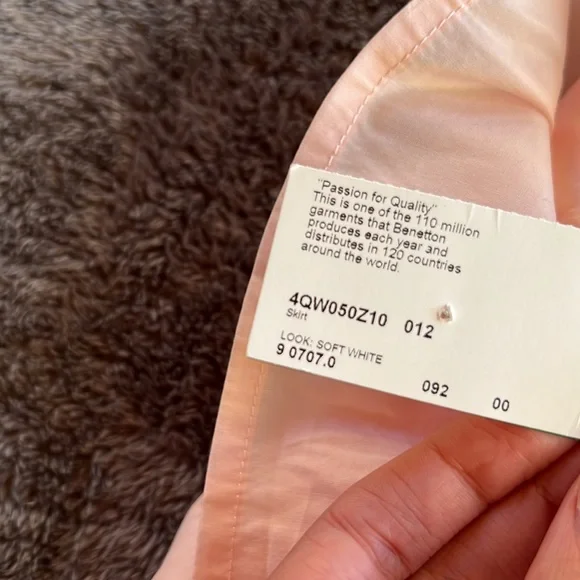 "Passion for Quality"
This is one of the 110 million
garments that Benetton
produces each year and
distributes in 120 countries
around the world.
4QW050Z10 012
Skirt
LOOK: SOFT WHITE
9 0707.0
092 00